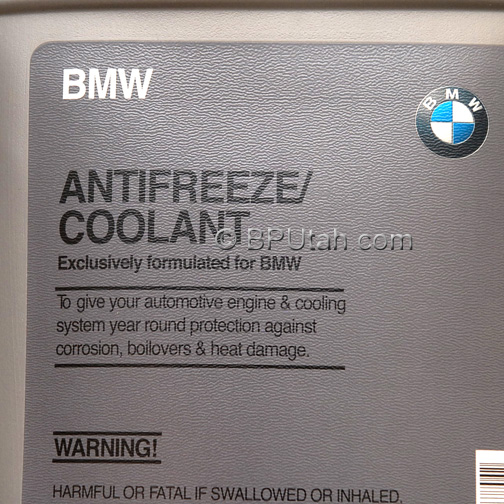 BMW
BMW
ANTIFREEZE/
COOLANT
© BPUtah.com
Exclusively formulated for BMW
To give your automotive engine & cooling
system year round protection against
corrosion, boilovers & heat damage.
WARNING!
HARMFUL OR FATAL IF SWALLOWED OR INHALED.